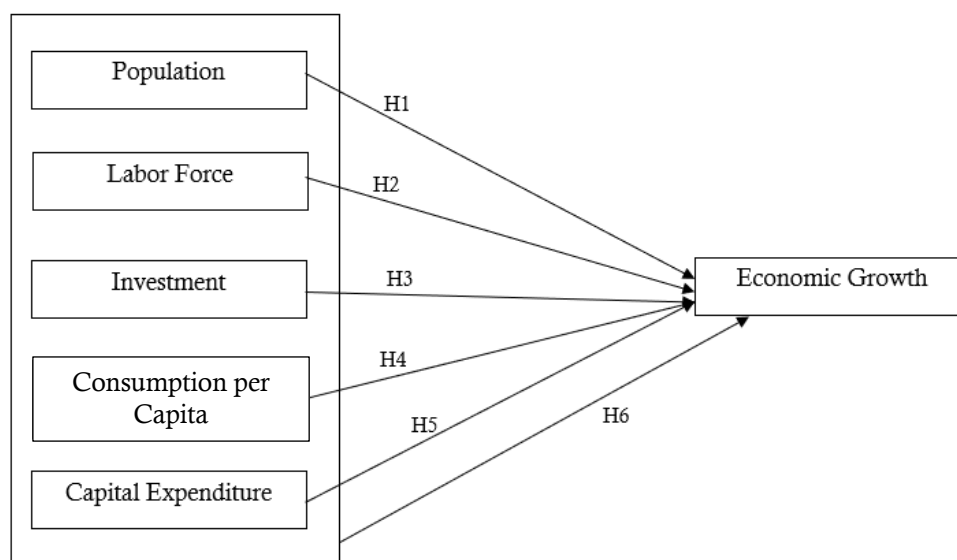 Population
H1
Labor Force
H2
Investment
H3
Economic Growth
Consumption per
Capita
H4
H5
H6
Capital Expenditure